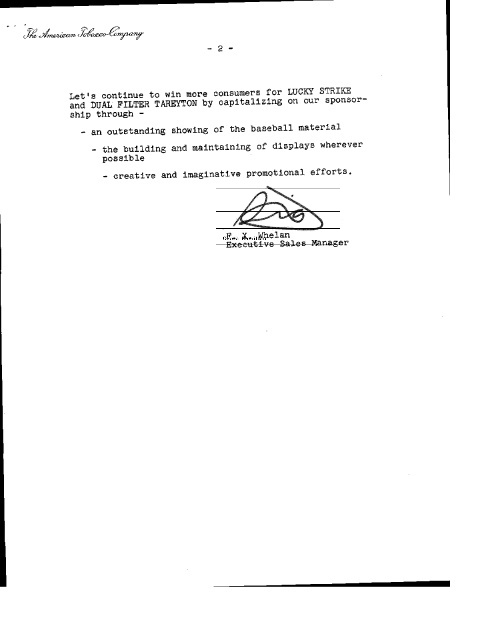 The American Tobacco Company
- 2 -
Let's continue to win more consumers for LUCKY STRIKE
and DUAL FILTER TAREYTON by capitalizing on our sponsor-
ship through -
- an outstanding showing of the baseball material
- the building and maintaining of displays wherever
possible
- creative and imaginative promotional efforts.
F. X. Whelan
Executive Sales Manager